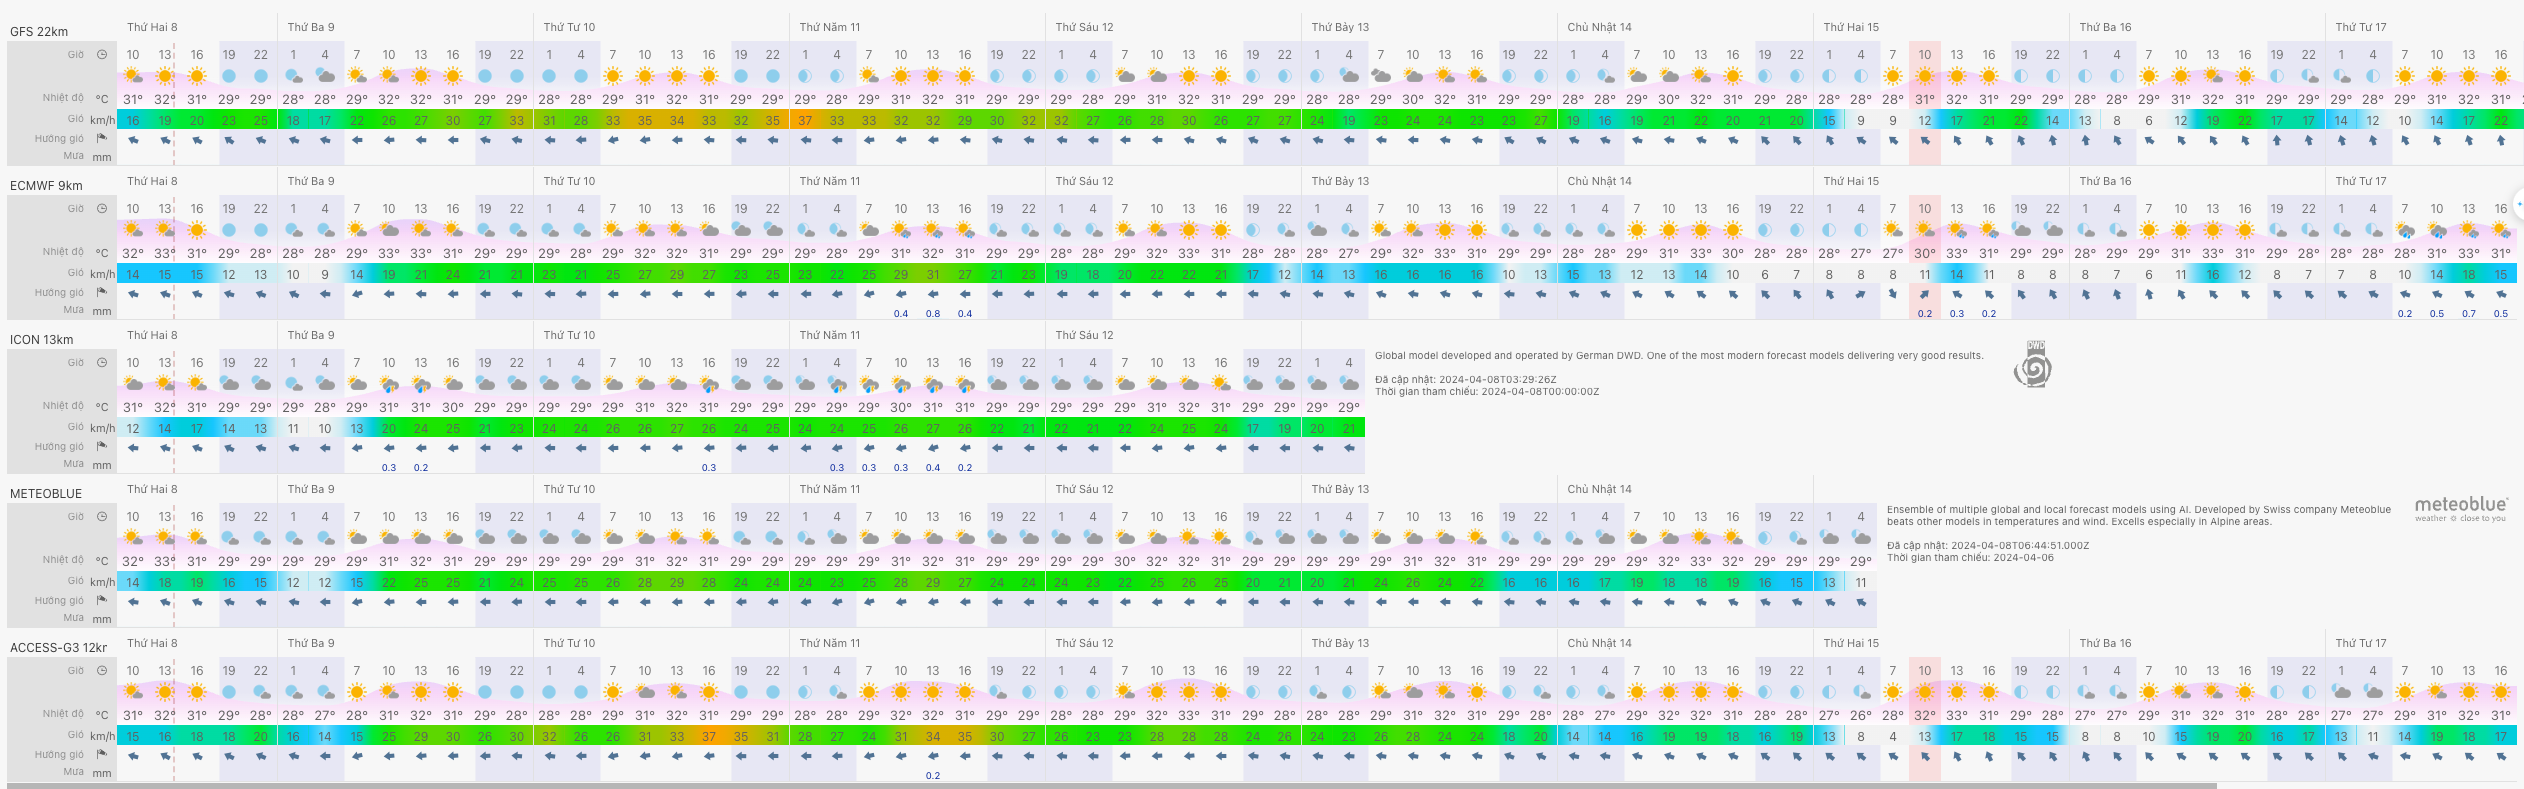 Thứ Hai 8 Thứ Ba 9 Thứ Tư 10 Thứ Năm 11 Thứ Sáu 12 Thứ Bảy 13 Chủ Nhật 14 Thứ Hai 15 Thứ Ba 16 Thứ Tư 17
GFS 22km
Giờ 10 13 16 19 22 1 4 7 10 13 16 19 22 1 4 7 10 13 16 19 22 1 4 7 10 13 16 19 22 1 4 7 10 13 16 19 22 1 4 7 10 13 16 19 22 1 4 7 10 13 16 19 22 1 4 7 10 13 16 19 22 1 4 7 10 13 16 19 22 1 4 7 10 13 16
Nhiệt độ °C 31° 32° 31° 29° 29° 28° 28° 29° 32° 32° 31° 29° 29° 28° 28° 29° 31° 32° 31° 29° 29° 29° 28° 29° 31° 31° 31° 29° 29° 29° 28° 29° 31° 32° 31° 29° 29° 28° 28° 29° 30° 32° 31° 29° 29° 28° 28° 29° 30° 32° 31° 29° 29° 28° 28° 28° 31° 31° 31° 29° 29° 29° 28° 29° 31° 32° 31° 29° 29° 29° 28° 29° 31° 32° 31°
Gió km/h 16 19 20 23 25 18 17 22 26 27 30 27 33 31 28 33 35 34 33 32 35 37 33 33 32 32 29 30 32 32 27 26 28 30 26 27 27 24 19 23 24 24 23 23 27 19 16 19 21 22 20 21 20 15 9 9 12 17 21 22 14 13 8 6 12 19 22 17 17 14 12 10 14 17 22
Hướng gió
Mưa mm
Thứ Hai 8 Thứ Ba 9 Thứ Tư 10 Thứ Năm 11 Thứ Sáu 12 Thứ Bảy 13 Chủ Nhật 14 Thứ Hai 15 Thứ Ba 16 Thứ Tư 17
ECMWF 9km
Giờ 10 13 16 19 22 1 4 7 10 13 16 19 22 1 4 7 10 13 16 19 22 1 4 7 10 13 16 19 22 1 4 7 10 13 16 19 22 1 4 7 10 13 16 19 22 1 4 7 10 13 16 19 22 1 4 7 10 13 16 19 22 1 4 7 10 13 16 19 22 1 4 7 10 13 16
Nhiệt độ °C 32° 33° 31° 29° 28° 28° 28° 29° 33° 33° 31° 29° 28° 28° 28° 29° 32° 32° 31° 29° 29° 29° 28° 29° 31° 32° 31° 29° 29° 28° 28° 29° 32° 33° 31° 28° 28° 28° 27° 29° 32° 33° 31° 29° 28° 28° 28° 29° 32° 33° 30° 28° 28° 28° 27° 27° 30° 33° 31° 29° 29° 28° 28° 29° 31° 33° 31° 29° 28° 28° 28° 28° 31° 33° 31°
Gió km/h 14 15 15 12 13 10 9 14 19 21 24 21 21 23 21 25 27 29 27 23 25 23 22 25 29 31 27 21 23 19 18 20 22 22 21 17 12 14 13 16 16 16 16 10 13 15 13 12 13 14 10 6 7 8 8 8 11 14 11 8 8 8 7 6 11 16 12 8 7 7 8 10 14 18 15
Hướng gió
Mưa mm 0.4 0.8 0.4 0.2 0.3 0.2 0.2 0.5 0.7 0.5
Thứ Hai 8 Thứ Ba 9 Thứ Tư 10 Thứ Năm 11 Thứ Sáu 12
ICON 13km
Giờ 10 13 16 19 22 1 4 7 10 13 16 19 22 1 4 7 10 13 16 19 22 1 4 7 10 13 16 19 22 1 4 7 10 13 16 19 22 1 4
Nhiệt độ °C 31° 32° 31° 29° 29° 29° 28° 29° 31° 31° 30° 29° 29° 29° 29° 29° 31° 31° 31° 29° 29° 29° 29° 29° 30° 31° 31° 29° 29° 29° 29° 29° 31° 32° 31° 29° 29° 29° 29°
Gió km/h 12 14 17 14 13 11 10 13 20 24 25 21 23 24 24 26 26 27 26 24 25 24 24 25 26 27 26 22 21 22 21 22 24 25 24 17 19 20 21
Hướng gió
Mưa mm 0.3 0.2 0.3 0.3 0.3 0.3 0.4 0.2
DWD
Global model developed and operated by German DWD. One of the most modern forecast models delivering very good results.
Đã cập nhật: 2024-04-08T03:29:26Z
Thời gian tham chiếu: 2024-04-08T00:00:00Z
Thứ Hai 8 Thứ Ba 9 Thứ Tư 10 Thứ Năm 11 Thứ Sáu 12 Thứ Bảy 13 Chủ Nhật 14
METEOBLUE
Giờ 10 13 16 19 22 1 4 7 10 13 16 19 22 1 4 7 10 13 16 19 22 1 4 7 10 13 16 19 22 1 4 7 10 13 16 19 22 1 4 7 10 13 16 19 22 1 4 7 10 13 16 19 22 1 4
Nhiệt độ °C 32° 33° 31° 29° 29° 29° 29° 29° 32° 32° 31° 29° 29° 29° 29° 29° 31° 32° 31° 29° 29° 29° 29° 29° 31° 32° 31° 29° 29° 29° 29° 30° 32° 32° 31° 29° 29° 29° 29° 29° 31° 32° 31° 29° 29° 29° 29° 29° 32° 33° 32° 29° 29° 29° 29°
Gió km/h 14 18 19 16 15 12 12 15 22 25 25 21 24 25 25 26 28 29 28 24 24 24 23 25 28 29 27 24 24 24 23 22 25 26 25 20 21 20 21 24 26 24 22 16 16 16 17 19 18 18 19 16 15 13 11
Hướng gió
Mưa mm
meteoblue®
weather ☼ close to you
Ensemble of multiple global and local forecast models using AI. Developed by Swiss company Meteoblue
beats other models in temperatures and wind. Excells especially in Alpine areas.
Đã cập nhật: 2024-04-08T06:44:51.000Z
Thời gian tham chiếu: 2024-04-06
Thứ Hai 8 Thứ Ba 9 Thứ Tư 10 Thứ Năm 11 Thứ Sáu 12 Thứ Bảy 13 Chủ Nhật 14 Thứ Hai 15 Thứ Ba 16 Thứ Tư 17
ACCESS-G3 12kr
Giờ 10 13 16 19 22 1 4 7 10 13 16 19 22 1 4 7 10 13 16 19 22 1 4 7 10 13 16 19 22 1 4 7 10 13 16 19 22 1 4 7 10 13 16 19 22 1 4 7 10 13 16 19 22 1 4 7 10 13 16 19 22 1 4 7 10 13 16 19 22 1 4 7 10 13 16
Nhiệt độ °C 31° 32° 31° 29° 28° 28° 27° 28° 31° 32° 31° 29° 29° 28° 28° 29° 31° 32° 31° 29° 29° 29° 28° 29° 31° 32° 31° 29° 29° 28° 28° 29° 32° 33° 31° 29° 28° 28° 28° 29° 31° 32° 31° 29° 28° 28° 27° 29° 31° 32° 31° 29° 28° 27° 26° 28° 32° 33° 31° 29° 28° 27° 27° 29° 31° 32° 31° 28° 28° 27° 27° 29° 31° 32° 31°
Gió km/h 15 16 18 18 20 16 14 15 25 29 30 26 30 32 26 26 31 33 37 35 31 28 27 24 31 34 35 30 27 26 23 23 28 28 28 24 26 24 23 26 28 24 24 18 20 14 14 16 19 19 18 16 19 13 8 4 13 17 18 15 15 8 8 10 15 19 20 16 17 13 11 14 19 18 17
Hướng gió
Mưa mm 0.2